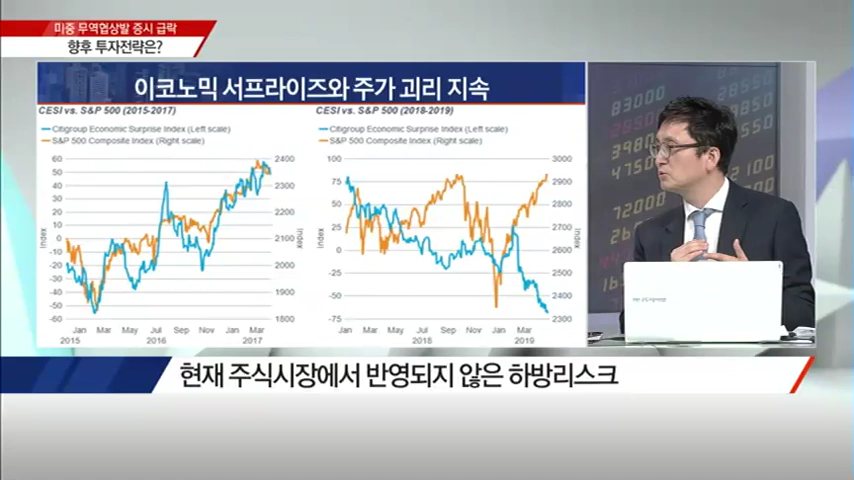 미중 무역협상발 증시 급락
향후 투자전략은?
이코노믹 서프라이즈와 주가 괴리 지속
CESI vs. S&P 500 (2015-2017)
Citigroup Economic Surprise Index (Left scale)
S&P 500 Composite Index (Right scale)
60
50
40
30
20
10
0
-10
-20
-30
-40
-50
-60
Index
2400
2300
2200
2100
2000
1900
1800
Index
Jan Mar May Jul Sep Nov Jan Mar
2015 2016 2017
CESI vs. S&P 500 (2018-2019)
Citigroup Economic Surprise Index (Left scale)
S&P 500 Composite Index (Right scale)
100
75
50
25
0
-25
-50
-75
Index
3000
2900
2800
2700
2600
2500
2400
2300
Index
Jan Mar May Jul Sep Nov Jan Mar
2018 2019
83000
72000
현재 주식시장에서 반영되지 않은 하방리스크